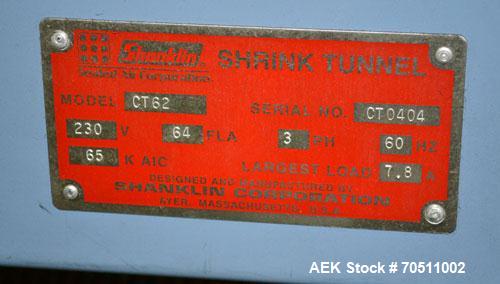 Shanklin SHRINK TUNNEL
Sealed Air Corporation
MODEL CT62 SERIAL NO. CT0404
230 V 64 FLA 3 PH 60 HZ
65 K AIC LARGEST LOAD 7.8 A
DESIGNED AND MANUFACTURED BY
SHANKLIN CORPORATION
AYER, MASSACHUSETTS, U.S.A.
AEK Stock # 70511002